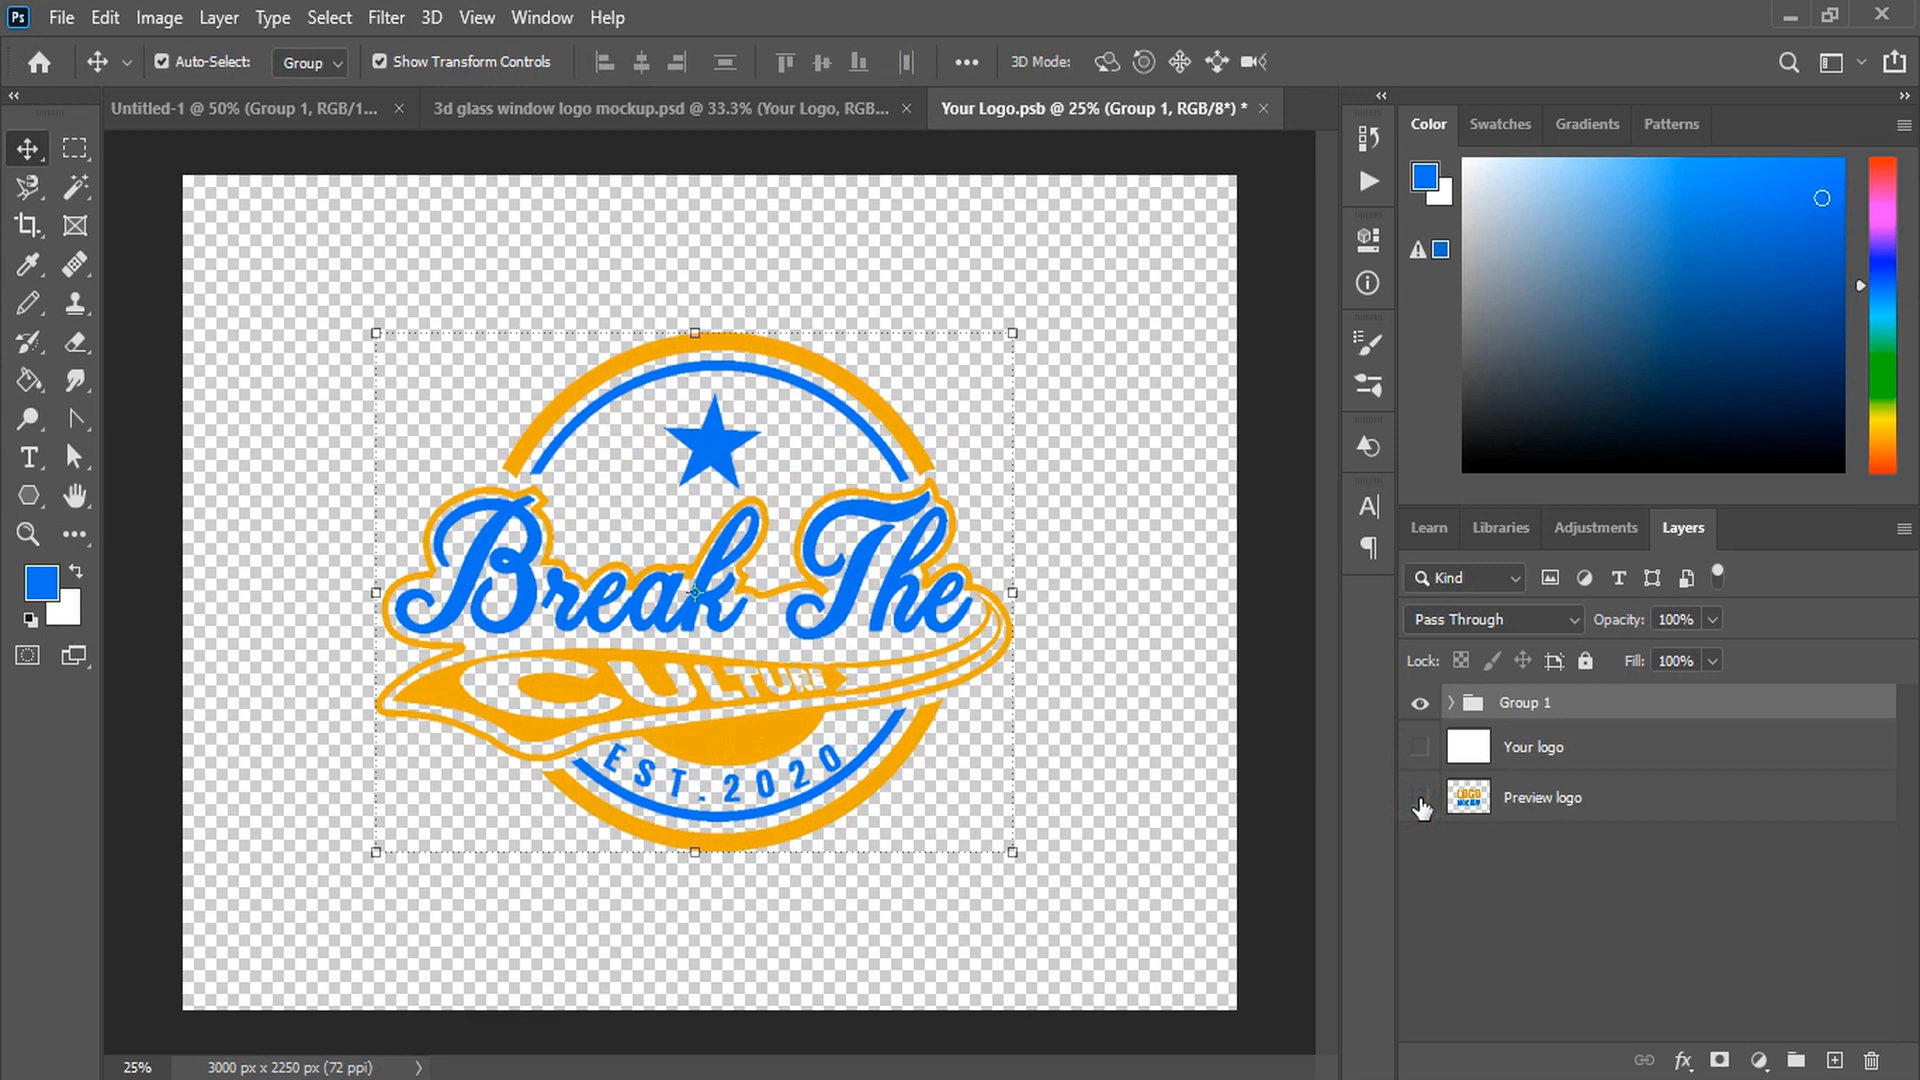 Ps File Edit Image Layer Type Select Filter 3D View Window Help
Auto-Select: Group Show Transform Controls 3D Mode:
Untitled-1 @ 50% (Group 1, RGB/1... 3d glass window logo mockup.psd @ 33.3% (Your Logo, RGB... Your Logo.psb @ 25% (Group 1, RGB/8*) *
Color Swatches Gradients Patterns
Break The
CULTURE
EST.2020
Learn Libraries Adjustments Layers
Kind
Pass Through Opacity: 100%
Lock: Fill: 100%
Group 1
Your logo
LOGO
Preview logo
25% 3000 px x 2250 px (72 ppi)
fx